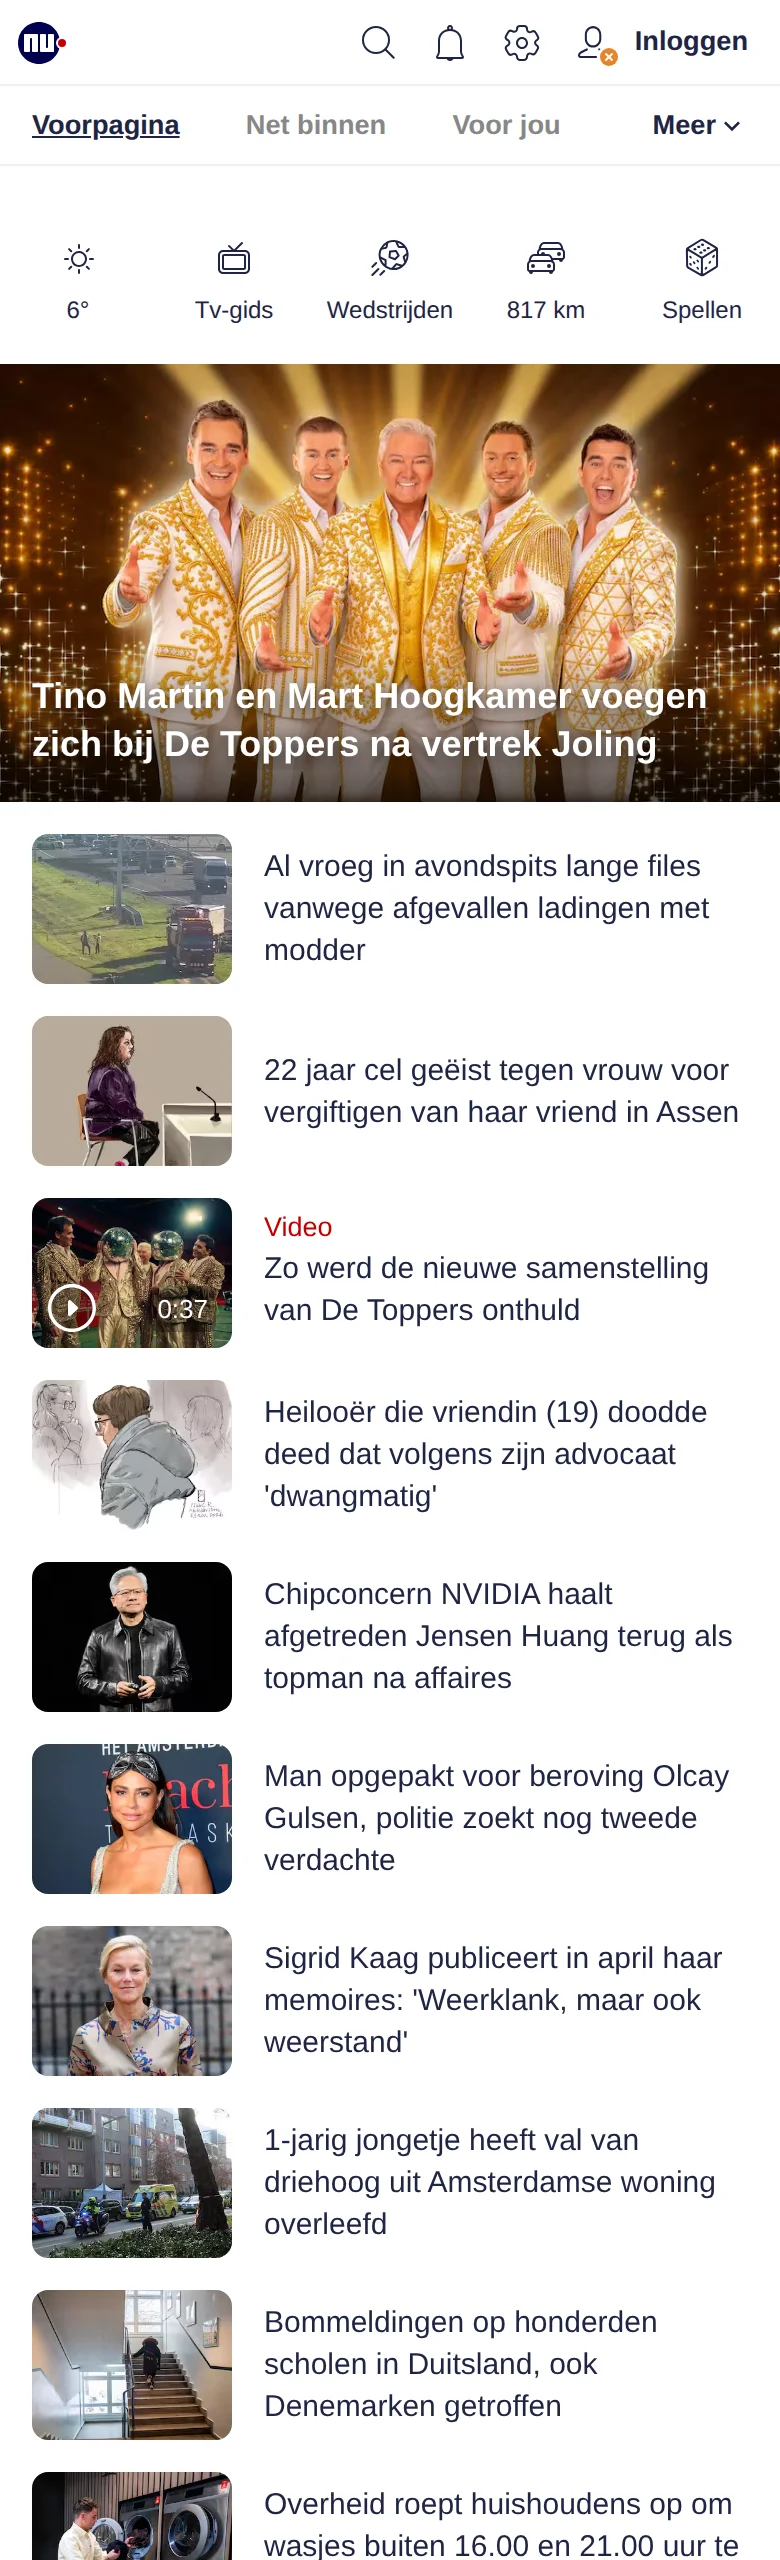 nu
Inloggen
Voorpagina
Net binnen
Voor jou
Meer
6°
Tv-gids
Wedstrijden
817 km
Spellen
Tino Martin en Mart Hoogkamer voegen
zich bij De Toppers na vertrek Joling
Al vroeg in avondspits lange files
vanwege afgevallen ladingen met
modder
22 jaar cel geëist tegen vrouw voor
vergiftigen van haar vriend in Assen
Video
Zo werd de nieuwe samenstelling
van De Toppers onthuld
0:37
Heilooër die vriendin (19) doodde
deed dat volgens zijn advocaat
'dwangmatig'
Chipconcern NVIDIA haalt
afgetreden Jensen Huang terug als
topman na affaires
HET AMSTERD
Man opgepakt voor beroving Olcay
Gulsen, politie zoekt nog tweede
verdachte
Sigrid Kaag publiceert in april haar
memoires: 'Weerklank, maar ook
weerstand'
1-jarig jongetje heeft val van
driehoog uit Amsterdamse woning
overleefd
Bommeldingen op honderden
scholen in Duitsland, ook
Denemarken getroffen
Overheid roept huishoudens op om
wasjes buiten 16.00 en 21.00 uur te